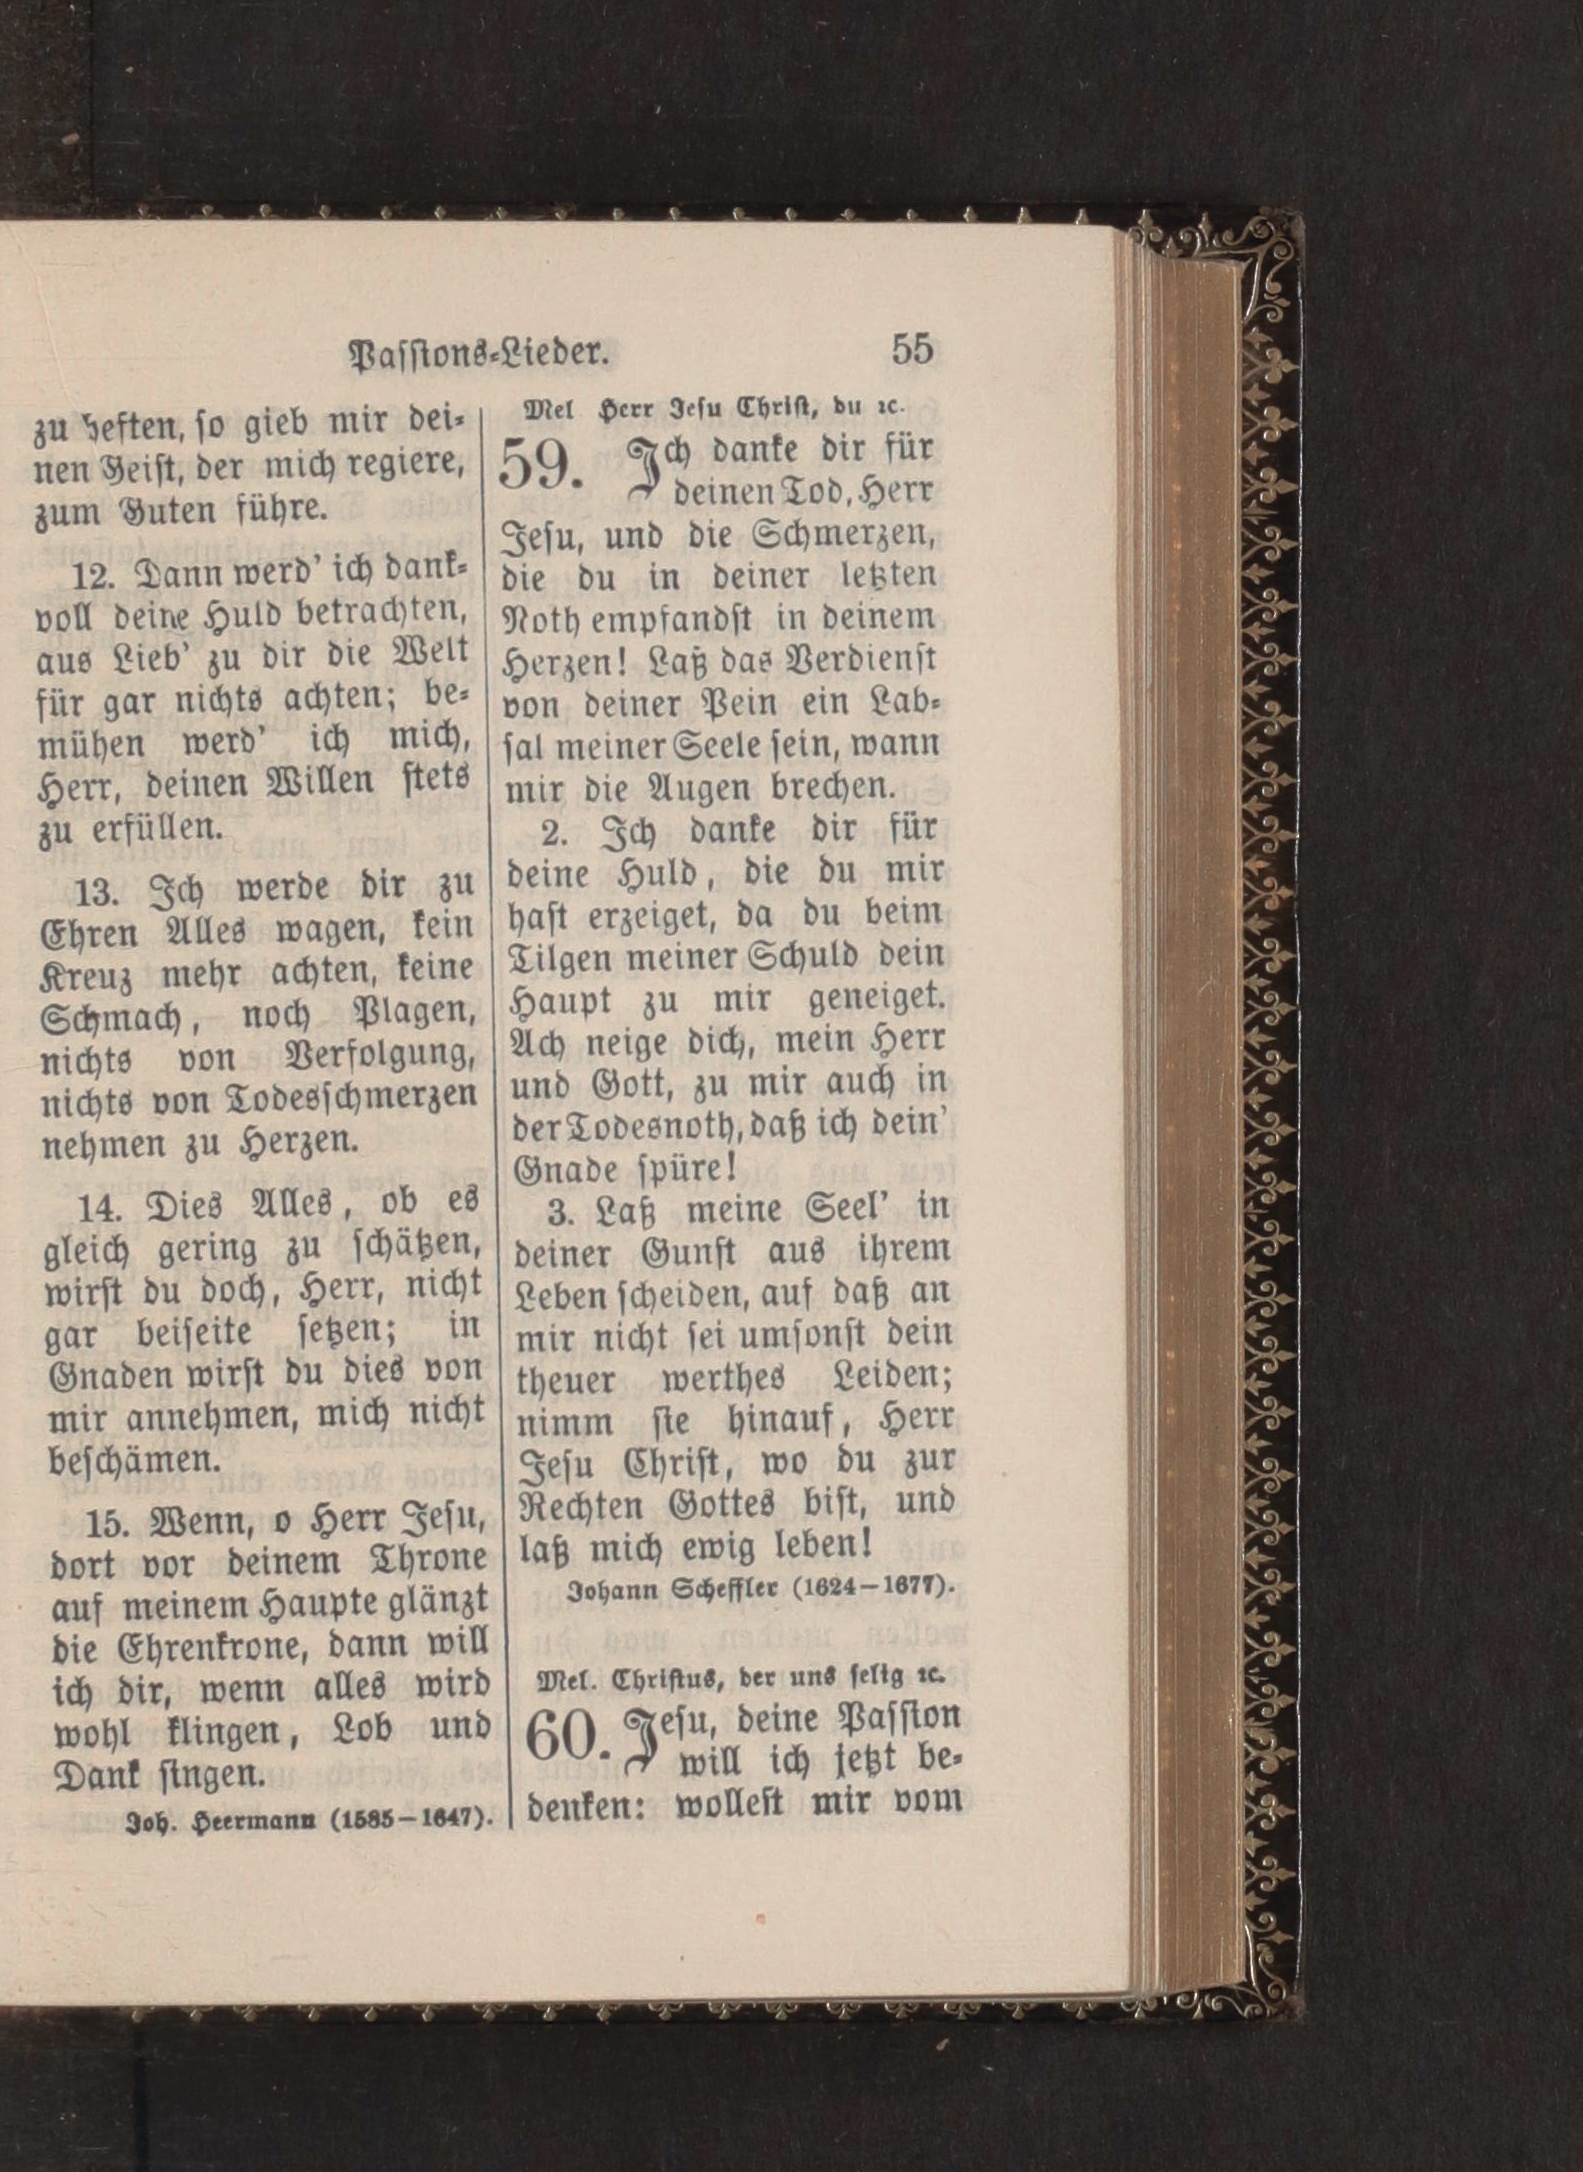 Passions-Lieder. 55
zu heften, so gieb mir dei-
nen Geist, der mich regiere,
zum Guten führe.
12. Dann werd' ich dank-
voll deine Huld betrachten,
aus Lieb' zu dir die Welt
für gar nichts achten; be-
mühen werd' ich mich,
Herr, deinen Willen stets
zu erfüllen.
13. Ich werde dir zu
Ehren Alles wagen, kein
Kreuz mehr achten, keine
Schmach, noch Plagen,
nichts von Verfolgung,
nichts von Todesschmerzen
nehmen zu Herzen.
14. Dies Alles, ob es
gleich gering zu schätzen,
wirst du doch, Herr, nicht
gar beiseite setzen; in
Gnaden wirst du dies von
mir annehmen, mich nicht
beschämen.
15. Wenn, o Herr Jesu,
dort vor deinem Throne
auf meinem Haupte glänzt
die Ehrenkrone, dann will
ich dir, wenn alles wird
wohl klingen, Lob und
Dank singen.
Joh. Heermann (1585–1647).
Mel Herr Jesu Christ, du ꝛc.
59. Ich danke dir für
deinen Tod, Herr
Jesu, und die Schmerzen,
die du in deiner letzten
Noth empfandst in deinem
Herzen! Laß das Verdienst
von deiner Pein ein Lab-
sal meiner Seele sein, wann
mir die Augen brechen.
2. Ich danke dir für
deine Huld, die du mir
hast erzeiget, da du beim
Tilgen meiner Schuld dein
Haupt zu mir geneiget.
Ach neige dich, mein Herr
und Gott, zu mir auch in
der Todesnoth, daß ich dein'
Gnade spüre!
3. Laß meine Seel' in
deiner Gunst aus ihrem
Leben scheiden, auf daß an
mir nicht sei umsonst dein
theuer werthes Leiden;
nimm sie hinauf, Herr
Jesu Christ, wo du zur
Rechten Gottes bist, und
laß mich ewig leben!
Johann Scheffler (1624–1677).
Mel. Christus, der uns selig ꝛc.
60. Jesu, deine Passion
will ich jetzt be-
denken: wollest mir vom